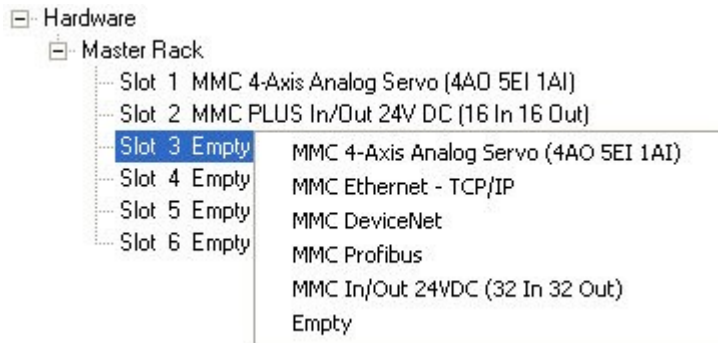 Hardware
Master Rack
Slot 1 MMC 4-Axis Analog Servo (4AO 5EI 1AI)
Slot 2 MMC PLUS In/Out 24V DC (16 In 16 Out)
Slot 3 Empty
MMC 4-Axis Analog Servo (4AO 5EI 1AI)
Slot 4 Empty
MMC Ethernet - TCP/IP
Slot 5 Empty
MMC DeviceNet
Slot 6 Empty
MMC Profibus
MMC In/Out 24VDC (32 In 32 Out)
Empty